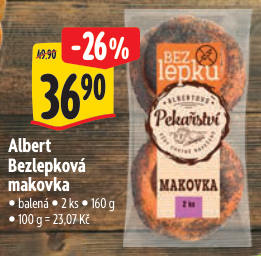 49.90
-26%
36 90
Albert
Bezlepková
makovka
• balená • 2 ks • 160 g
• 100 g = 23,07 Kč
BEZ
lepku
ALBERTOVO
Pekařství
MAKOVKA
2 ks